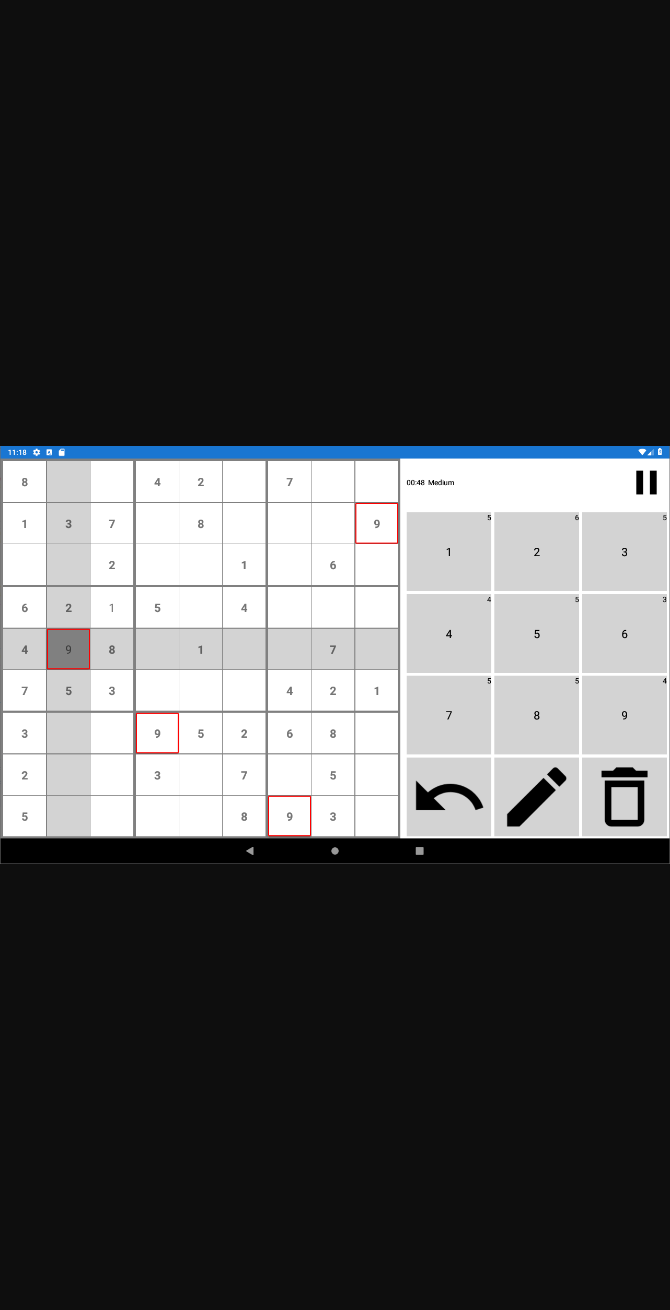 11:18
8 4 2 7
1 3 7 8 9
2 1 6
6 2 1 5 4
4 9 8 1 7
7 5 3 4 2 1
3 9 5 2 6 8
2 3 7 5
5 8 9 3
00:48 Medium
5 6 5
1 2 3
4 5 3
4 5 6
5 5 4
7 8 9